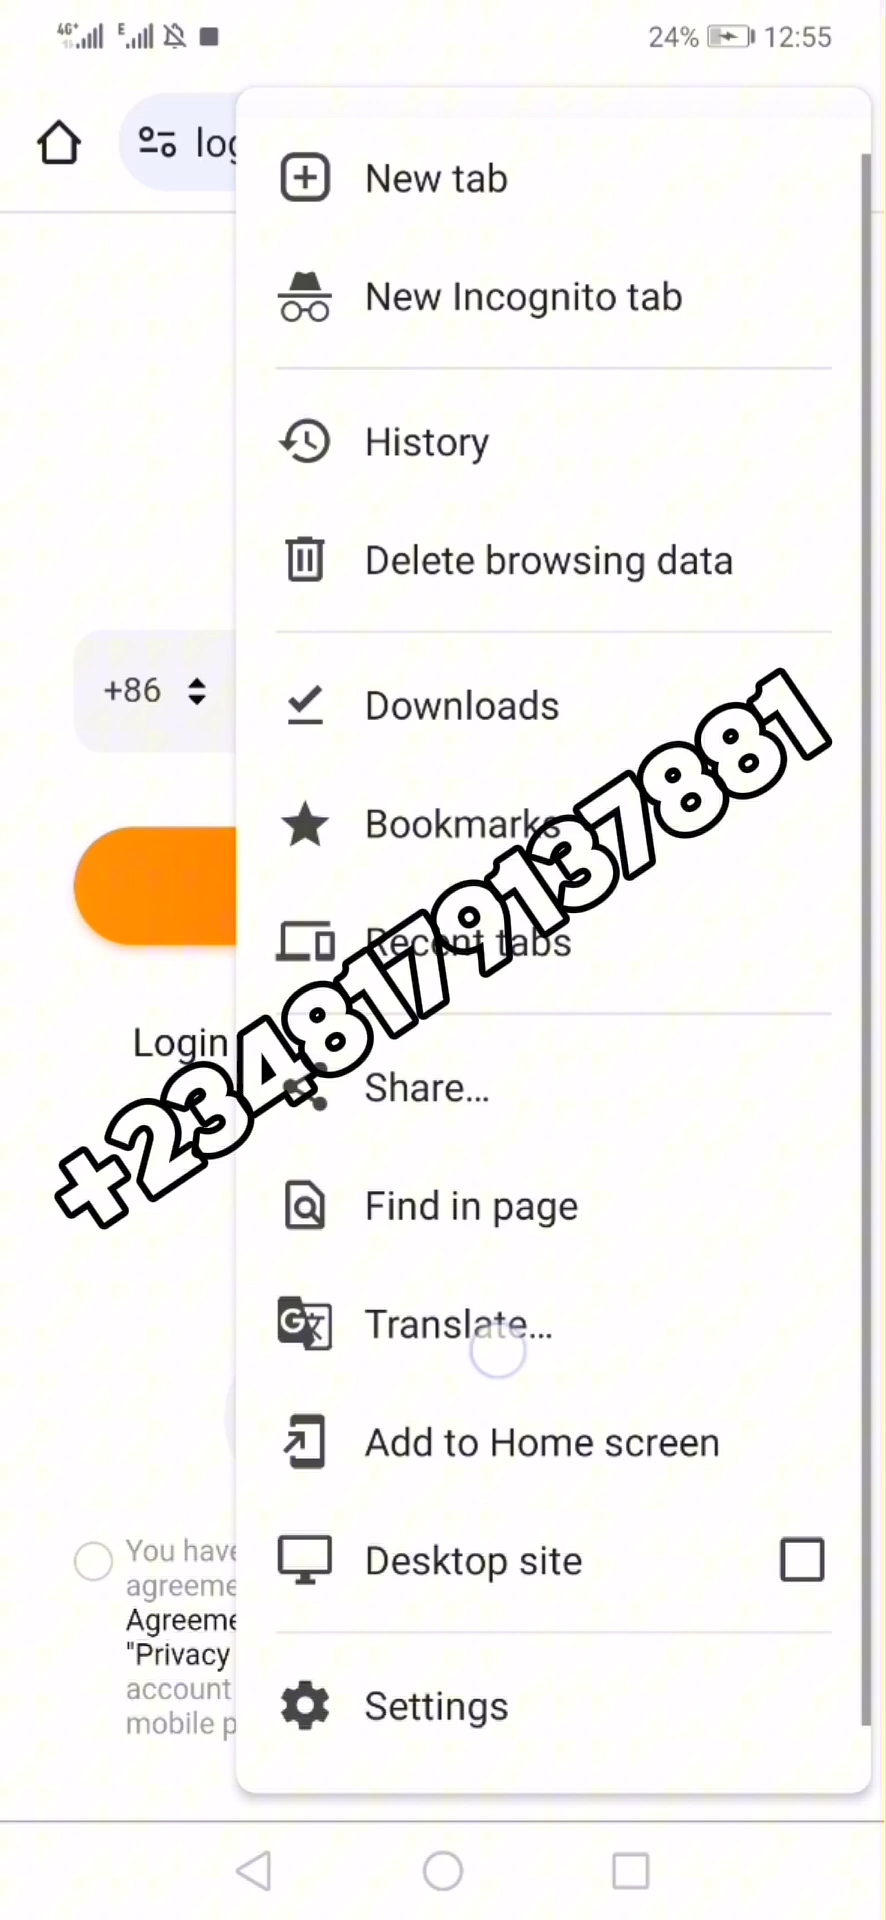 4G+
E
24%
12:55
log
New tab
New Incognito tab
History
Delete browsing data
+86
Downloads
Bookmarks
Recent tabs
Login
+2348179137881
Share...
Find in page
Translate...
Add to Home screen
Desktop site
You have
agreeme
Agreeme
"Privacy
account
mobile p
Settings